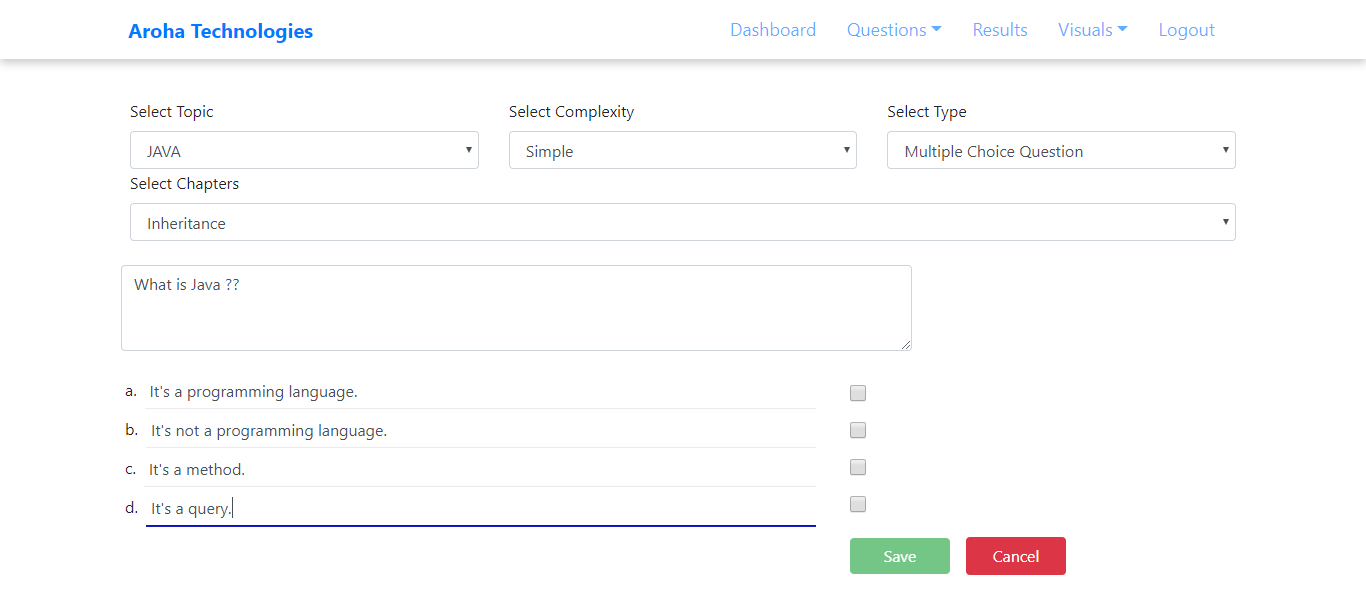 Aroha Technologies Dashboard Questions Results Visuals Logout
Select Topic Select Complexity Select Type
JAVA Simple Multiple Choice Question
Select Chapters
Inheritance
What is Java ??
a. It's a programming language.
b. It's not a programming language.
c. It's a method.
d. It's a query.
Save Cancel